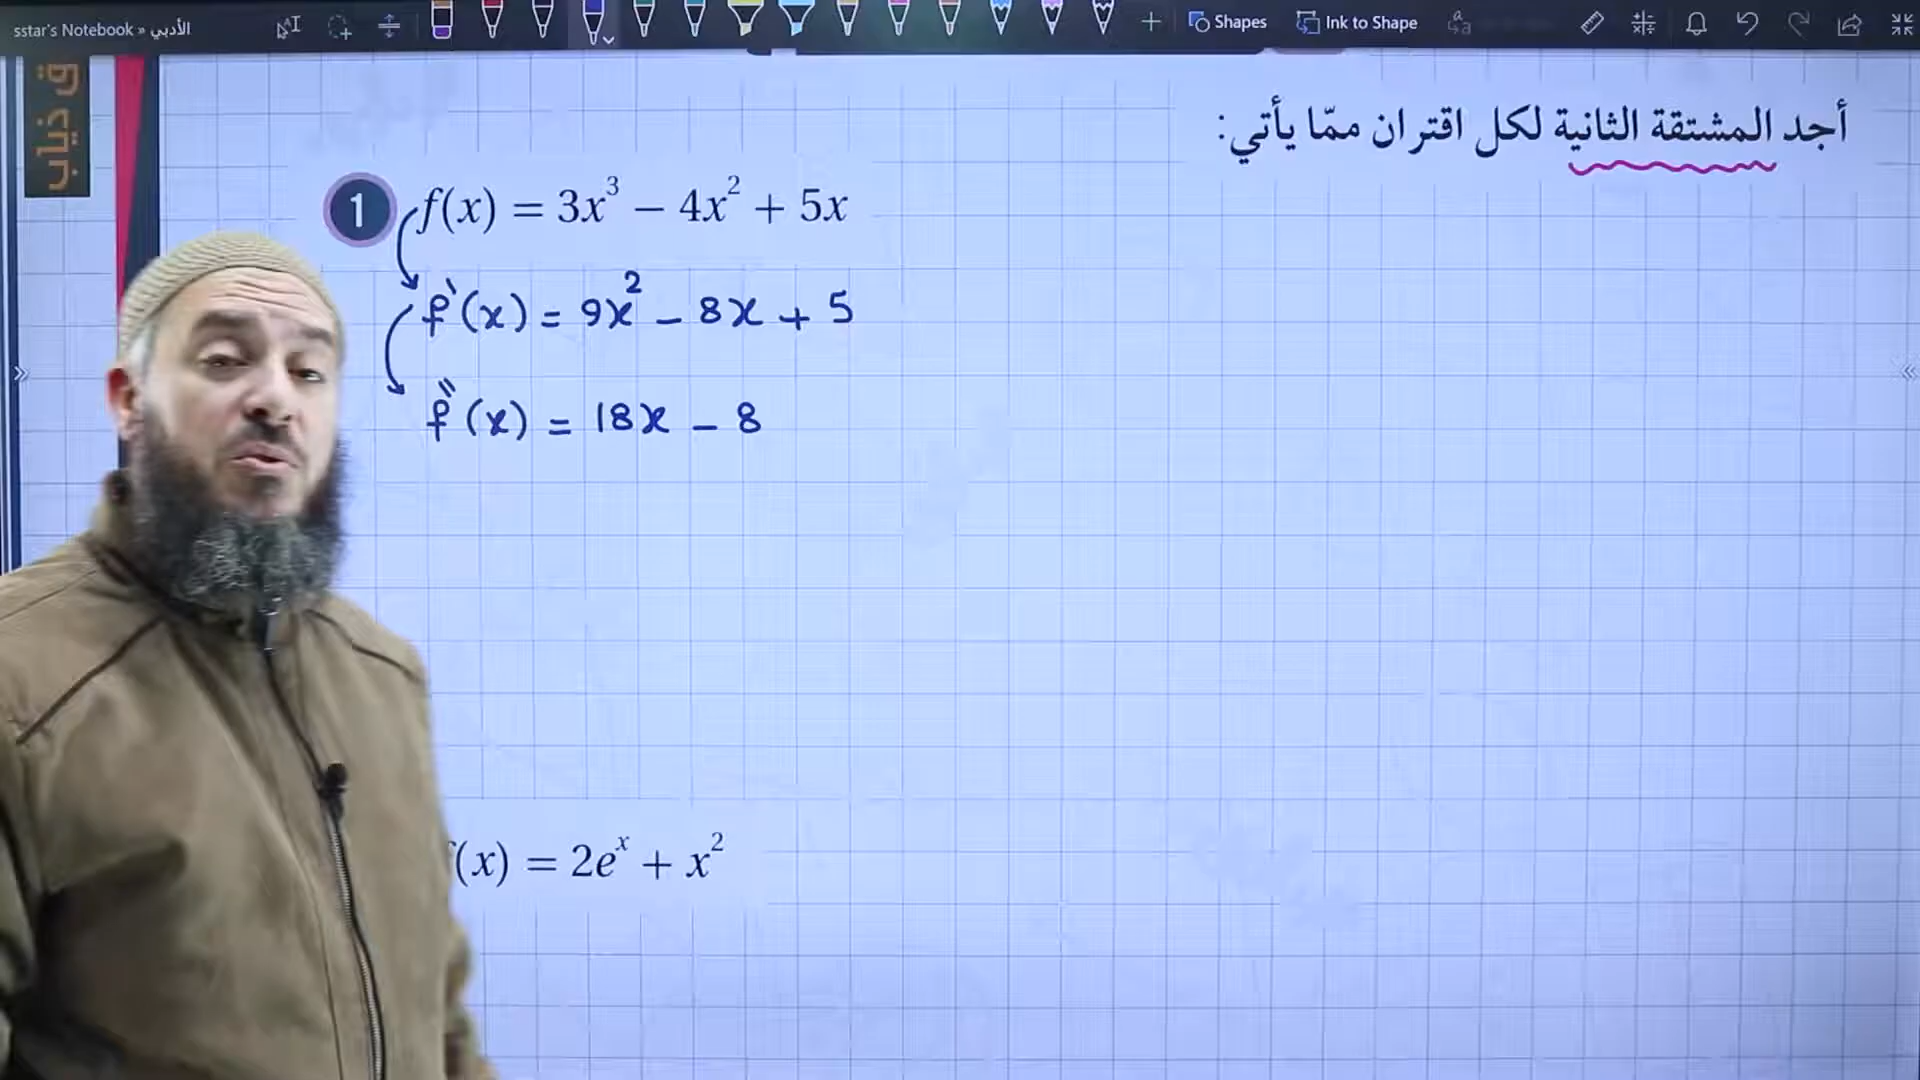 sstar's Notebook » الأدبي
Shapes
Ink to Shape
أجد المشتقة الثانية لكل اقتران ممّا يأتي:
1 f(x) = 3x³ − 4x² + 5x
f'(x) = 9x² − 8x + 5
f''(x) = 18x − 8
(x) = 2eˣ + x²